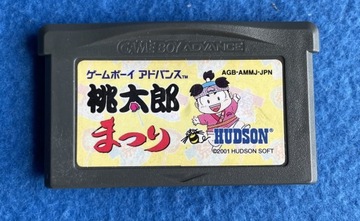 GAME BOY ADVANCE
ゲームボーイ アドバンス™
AGB-AMMJ-JPN
桃太郎
まつり
HUDSON
©2001 HUDSON SOFT